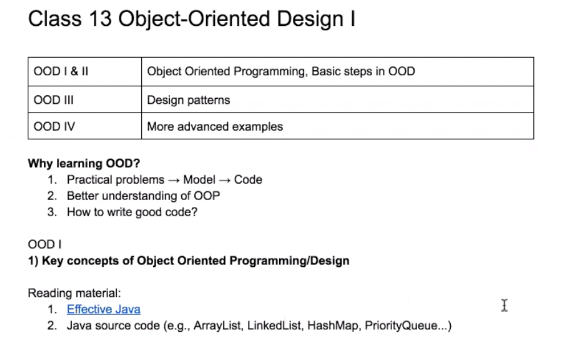 Class 13 Object-Oriented Design I
OOD I & II Object Oriented Programming, Basic steps in OOD
OOD III Design patterns
OOD IV More advanced examples
Why learning OOD?
1. Practical problems → Model → Code
2. Better understanding of OOP
3. How to write good code?
OOD I
1) Key concepts of Object Oriented Programming/Design
Reading material:
1. Effective Java
2. Java source code (e.g., ArrayList, LinkedList, HashMap, PriorityQueue...)